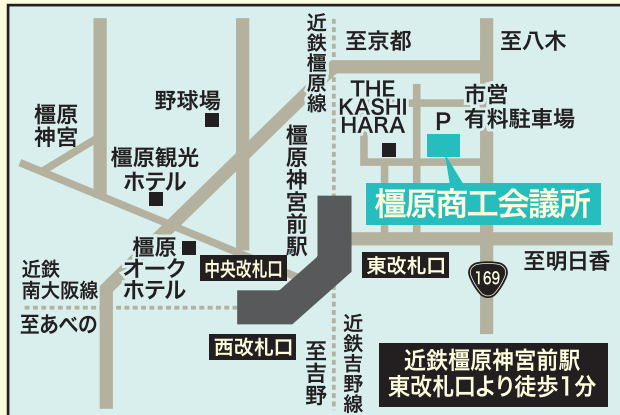 近鉄橿原線
至京都
至八木
橿原
神宮
野球場
THE
KASHI
HARA
P
市営
有料駐車場
橿原観光
ホテル
橿原神宮前駅
橿原商工会議所
橿原
オーク
ホテル
中央改札口
東改札口
至明日香
169
近鉄
南大阪線
至あべの
西改札口
至吉野
近鉄吉野線
近鉄橿原神宮前駅
東改札口より徒歩1分